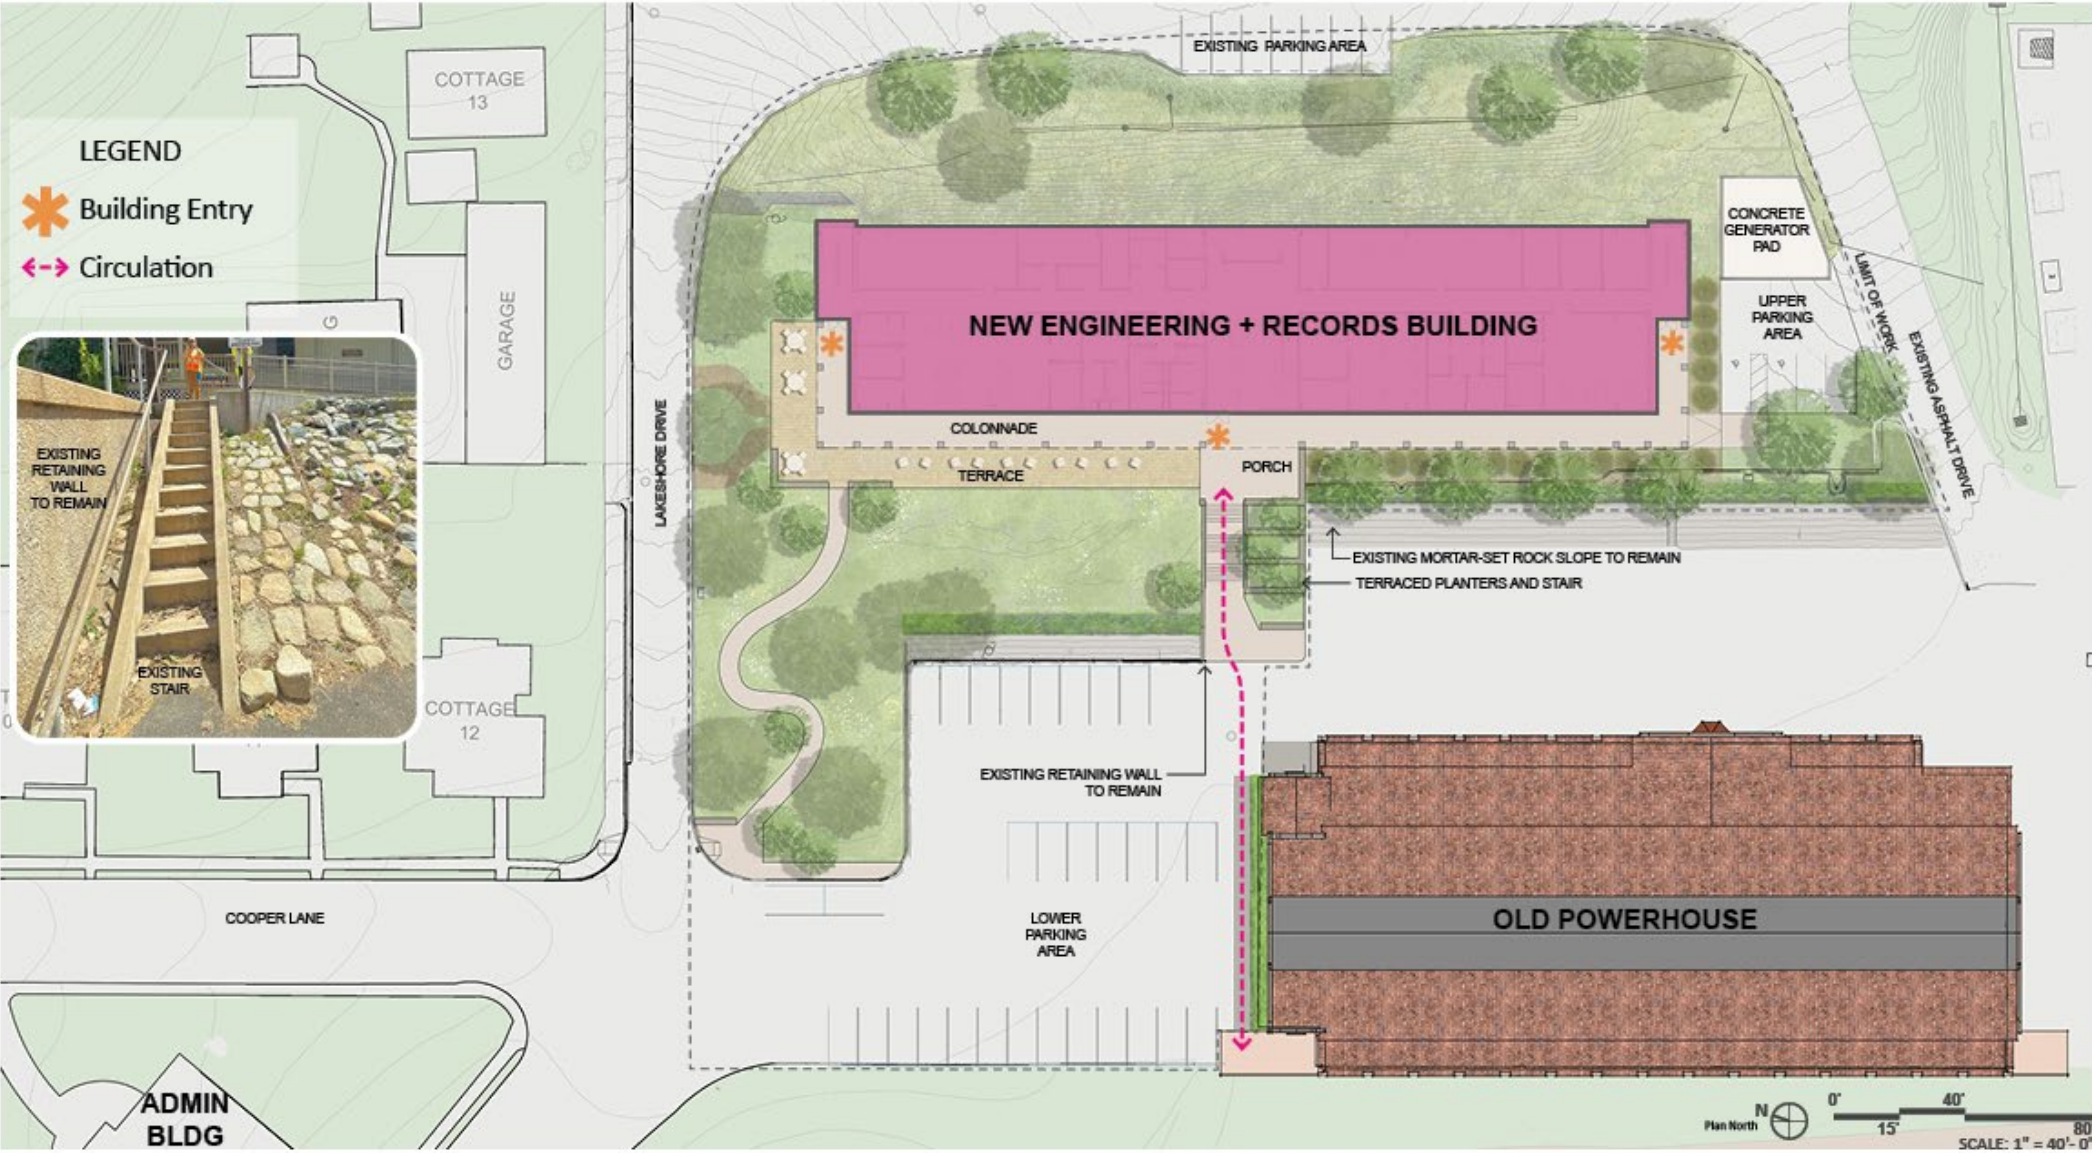 EXISTING PARKING AREA
COTTAGE
13
LEGEND
Building Entry
Circulation
GARAGE
G
CONCRETE
GENERATOR
PAD
LIMIT OF WORK
UPPER
PARKING
AREA
EXISTING ASPHALT DRIVE
NEW ENGINEERING + RECORDS BUILDING
LAKESHORE DRIVE
COLONNADE
TERRACE
PORCH
EXISTING
RETAINING
WALL
TO REMAIN
EXISTING
STAIR
EXISTING MORTAR-SET ROCK SLOPE TO REMAIN
TERRACED PLANTERS AND STAIR
COTTAGE
12
EXISTING RETAINING WALL
TO REMAIN
COOPER LANE
LOWER
PARKING
AREA
OLD POWERHOUSE
ADMIN
BLDG
N
Plan North
0' 40'
15' 80'
SCALE: 1" = 40'- 0"